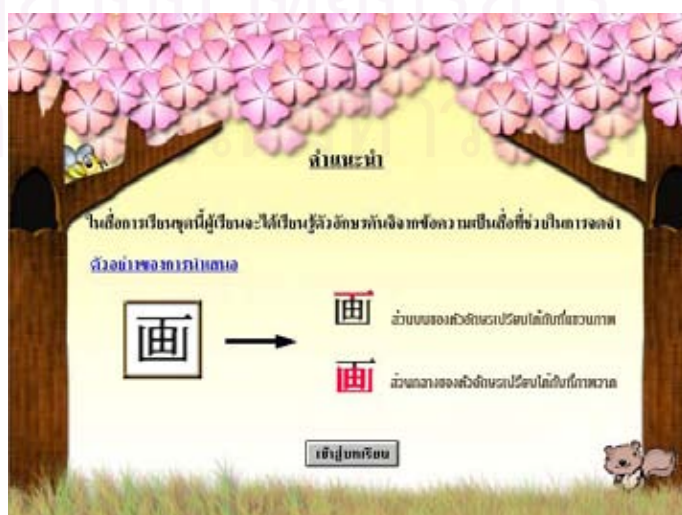 คำแนะนำ
ในสื่อการเรียนชุดนี้ผู้เรียนจะได้เรียนรู้ตัวอักษรคันจิจากข้อความเป็นสื่อที่ช่วยในการจดจำ
ตัวอย่างของการนำเสนอ
画
画 ส่วนบนของตัวอักษรเปรียบได้กับที่แขวนภาพ
画 ส่วนกลางของตัวอักษรเปรียบได้กับที่ภาพวาด
เข้าสู่บทเรียน